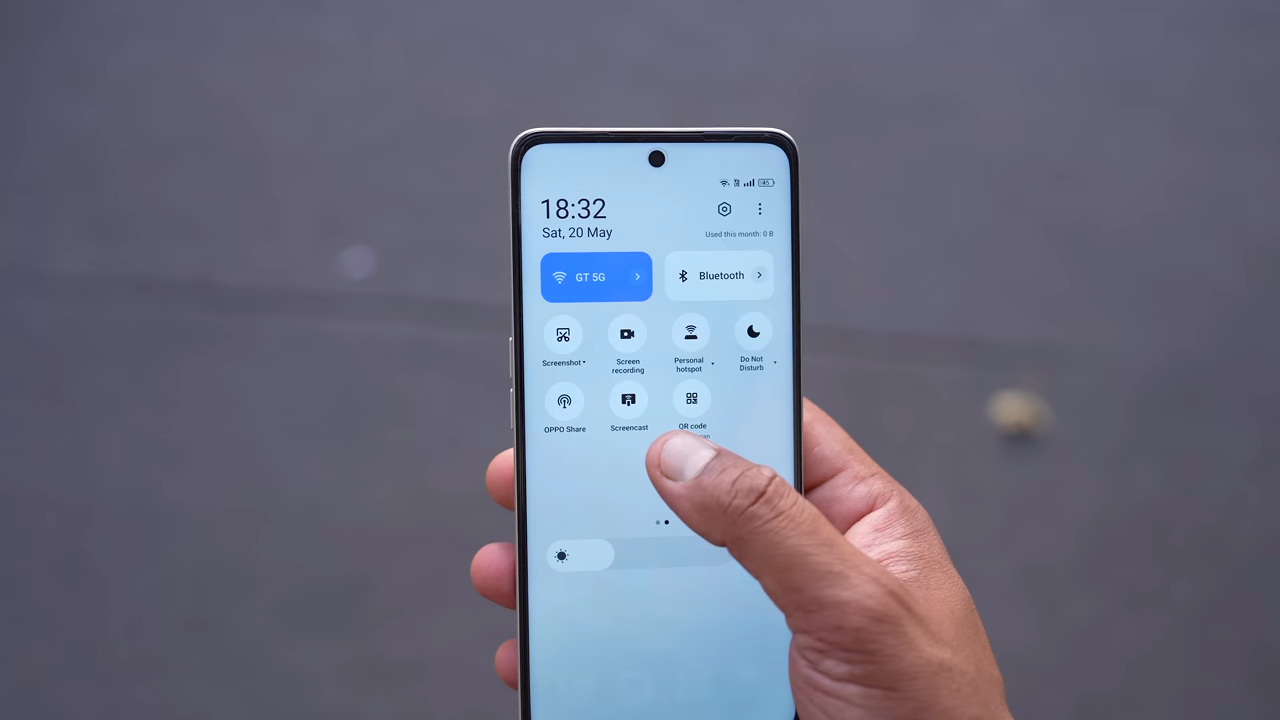 45
18:32
Sat, 20 May
Used this month: 0 B
GT 5G
Bluetooth
Screenshot
Screen
recording
Personal
hotspot
Do Not
Disturb
OPPO Share
Screencast
QR code